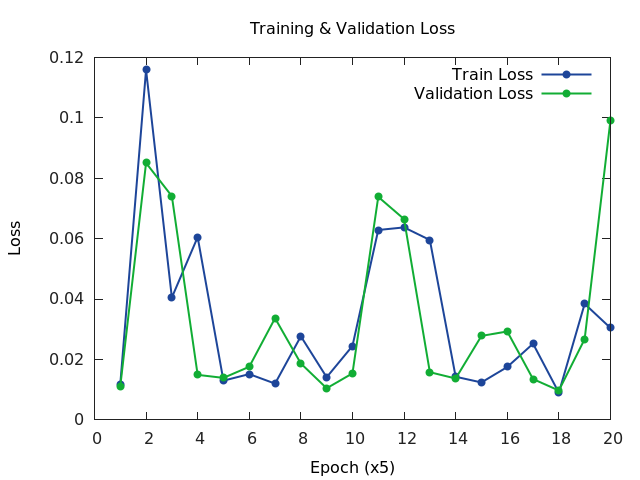 Training & Validation Loss
Train Loss
Validation Loss
0.12
0.1
0.08
0.06
0.04
0.02
0
Loss
0 2 4 6 8 10 12 14 16 18 20
Epoch (x5)